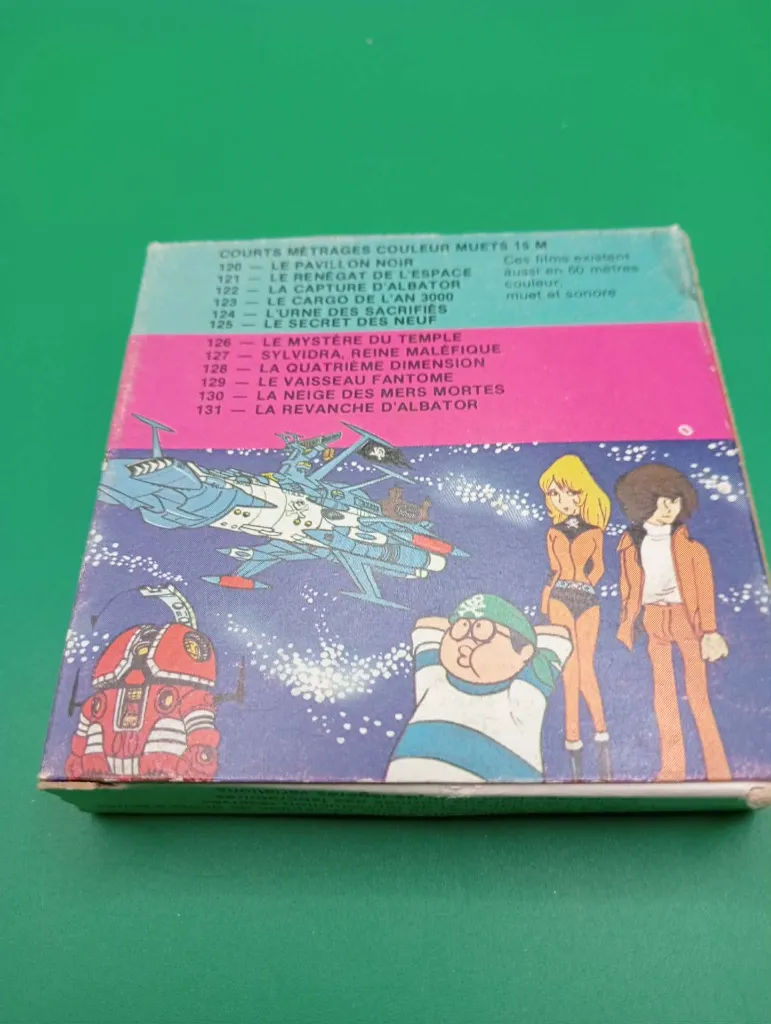 COURTS MÉTRAGES COULEUR MUETS 15 M
120 — LE PAVILLON NOIR
121 — LE RENÉGAT DE L'ESPACE
122 — LA CAPTURE D'ALBATOR
123 — LE CARGO DE L'AN 3000
124 — L'URNE DES SACRIFIÉS
125 — LE SECRET DES NEUF
Ces films existent
aussi en 60 mètres
couleur,
muet et sonore
126 — LE MYSTÈRE DU TEMPLE
127 — SYLVIDRA, REINE MALÉFIQUE
128 — LA QUATRIÈME DIMENSION
129 — LE VAISSEAU FANTOME
130 — LA NEIGE DES MERS MORTES
131 — LA REVANCHE D'ALBATOR